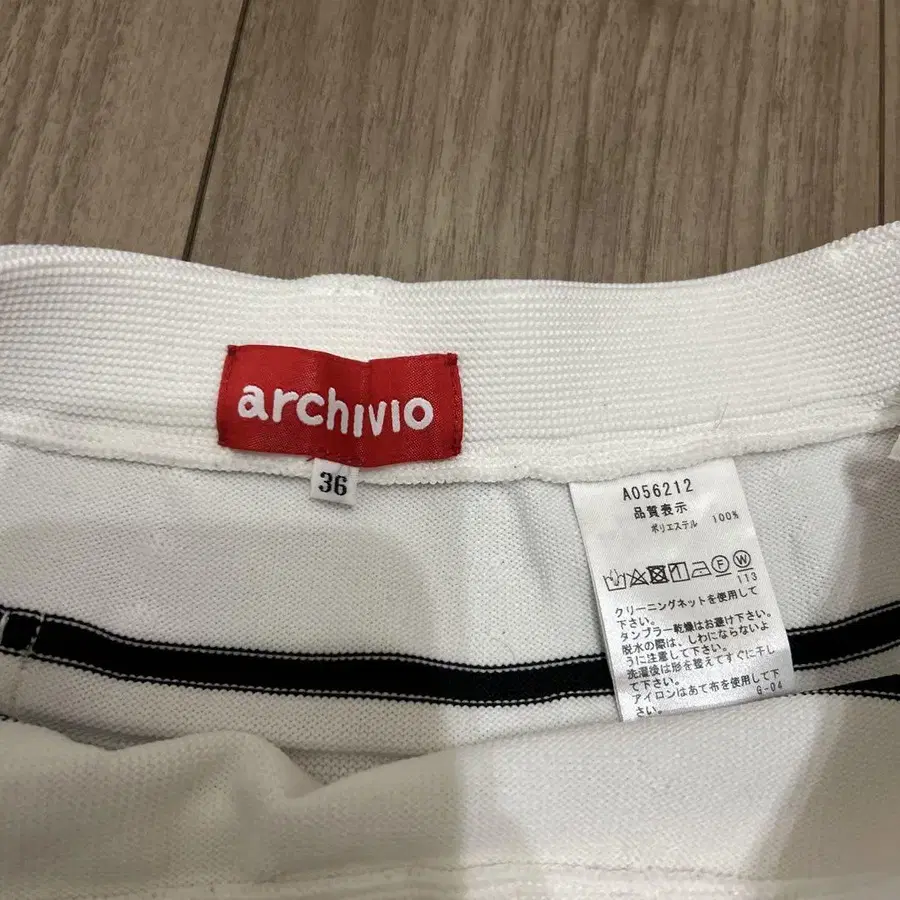 archivio
36
A056212
品質表示
ポリエステル 100%
F W
113
クリーニングネットを使用して
下さい。
タンブラー乾燥はお避け下さい。
脱水の際は、しわにならないよ
うに注意して下さい。
洗濯後は形を整えてすぐに干し
て下さい。
アイロンはあて布を使用して下
さい。
G-04